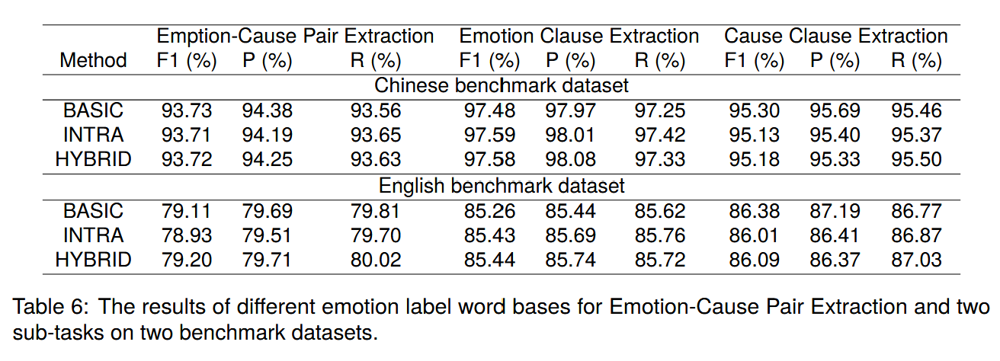 Emption-Cause Pair Extraction Emotion Clause Extraction Cause Clause Extraction
Method F1 (%) P (%) R (%) F1 (%) P (%) R (%) F1 (%) P (%) R (%)
Chinese benchmark dataset
BASIC 93.73 94.38 93.56 97.48 97.97 97.25 95.30 95.69 95.46
INTRA 93.71 94.19 93.65 97.59 98.01 97.42 95.13 95.40 95.37
HYBRID 93.72 94.25 93.63 97.58 98.08 97.33 95.18 95.33 95.50
English benchmark dataset
BASIC 79.11 79.69 79.81 85.26 85.44 85.62 86.38 87.19 86.77
INTRA 78.93 79.51 79.70 85.43 85.69 85.76 86.01 86.41 86.87
HYBRID 79.20 79.71 80.02 85.44 85.74 85.72 86.09 86.37 87.03
Table 6: The results of different emotion label word bases for Emotion-Cause Pair Extraction and two
sub-tasks on two benchmark datasets.